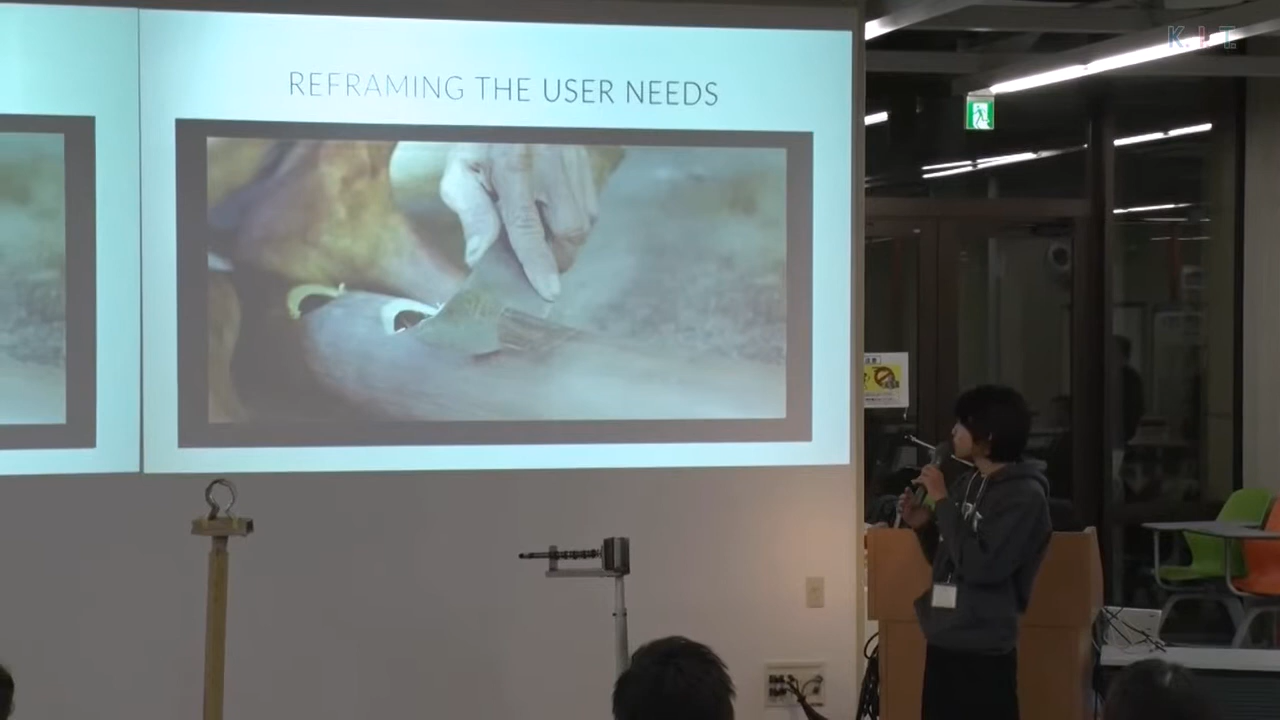 K.I.T.
REFRAMING THE USER NEEDS